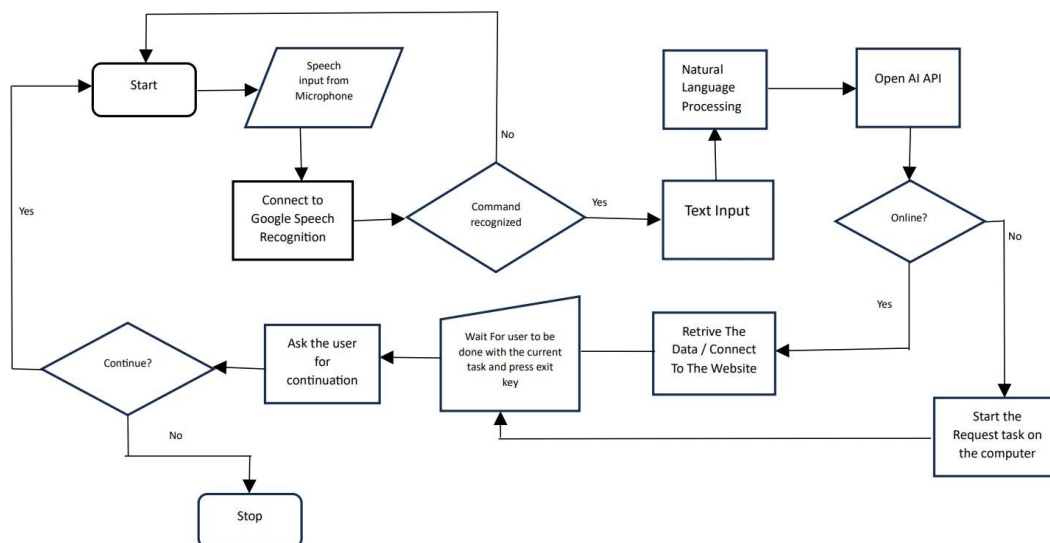 Start
Speech
input from
Microphone
No
Natural
Language
Processing
Open AI API
Yes
Connect to
Google Speech
Recognition
Command
recognized
Yes
Text Input
Online?
No
Yes
Continue?
Ask the user
for
continuation
Wait For user to be
done with the current
task and press exit
key
Retrive The
Data / Connect
To The Website
Start the
Request task on
the computer
No
Stop